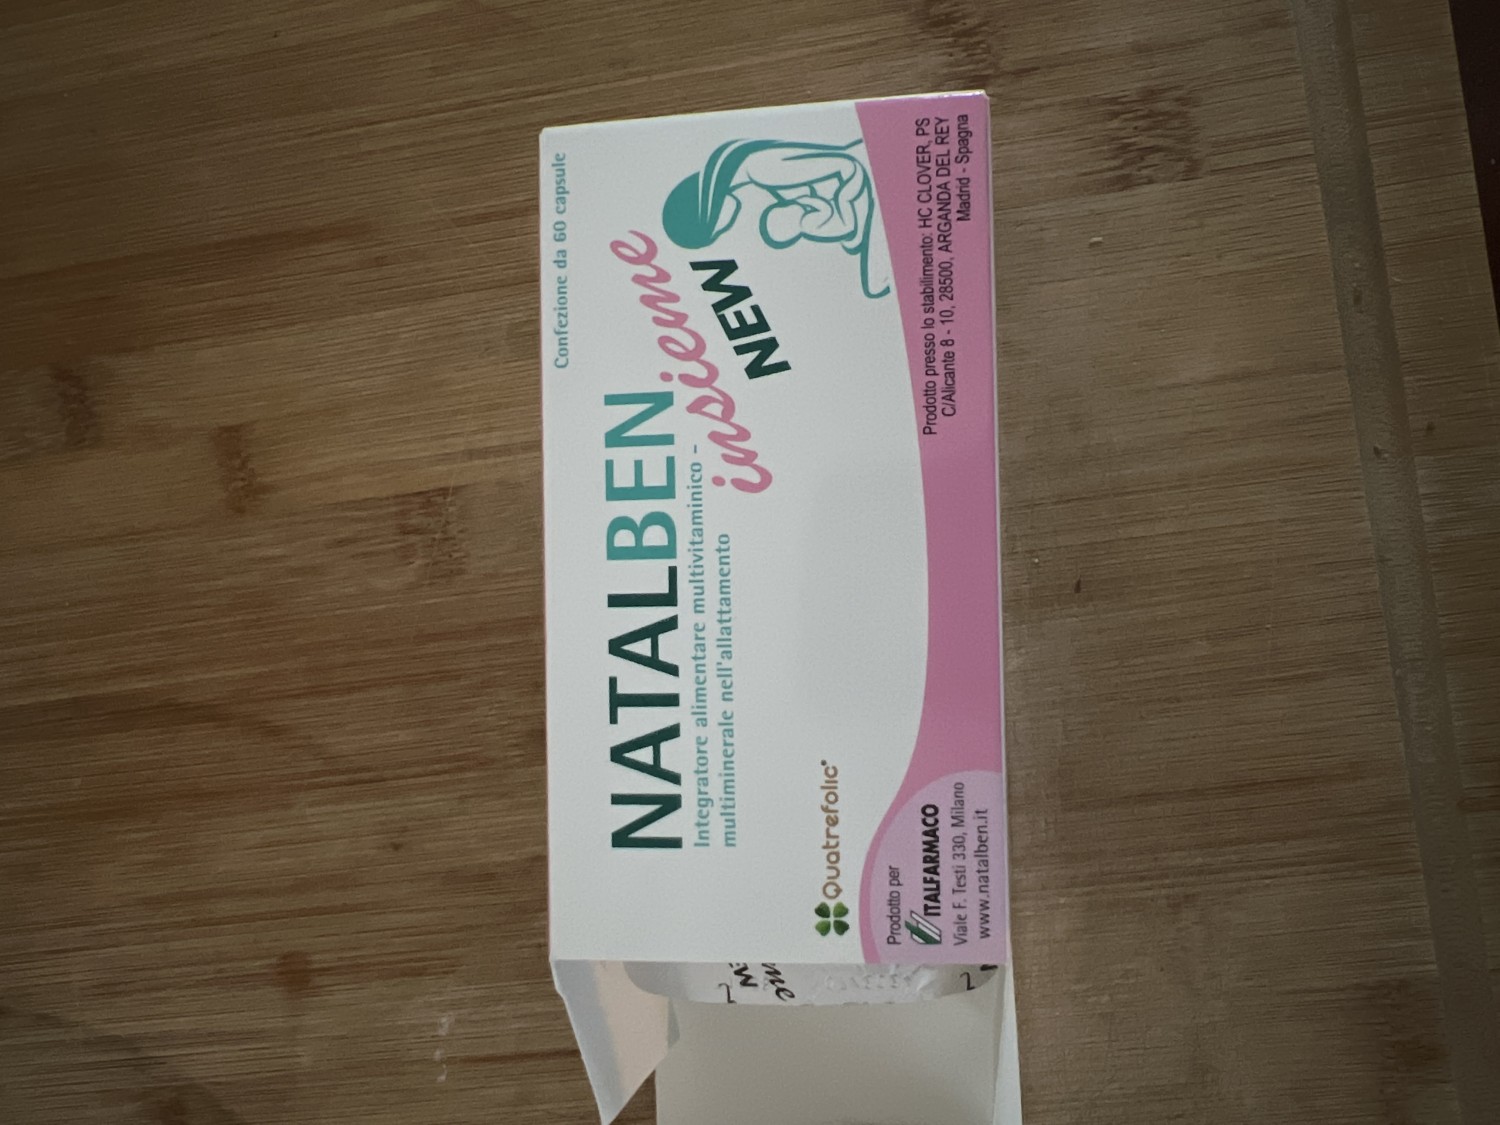 Confezione da 60 capsule
NATALBEN
insieme
NEW
Integratore alimentare multivitaminico -
multiminerale nell'allattamento
Quatrefolic®
Prodotto per
ITALFARMACO
Viale F. Testi 330, Milano
www.natalben.it
Prodotto presso lo stabilimento: HC CLOVER, PS
C/Alicante 8 - 10, 28500, ARGANDA DEL REY
Madrid - Spagna